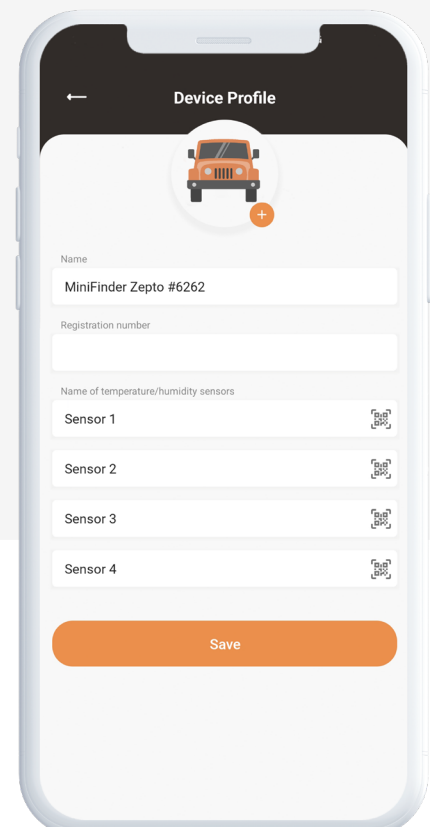 Device Profile
Name
MiniFinder Zepto #6262
Registration number
Name of temperature/humidity sensors
Sensor 1
Sensor 2
Sensor 3
Sensor 4
Save